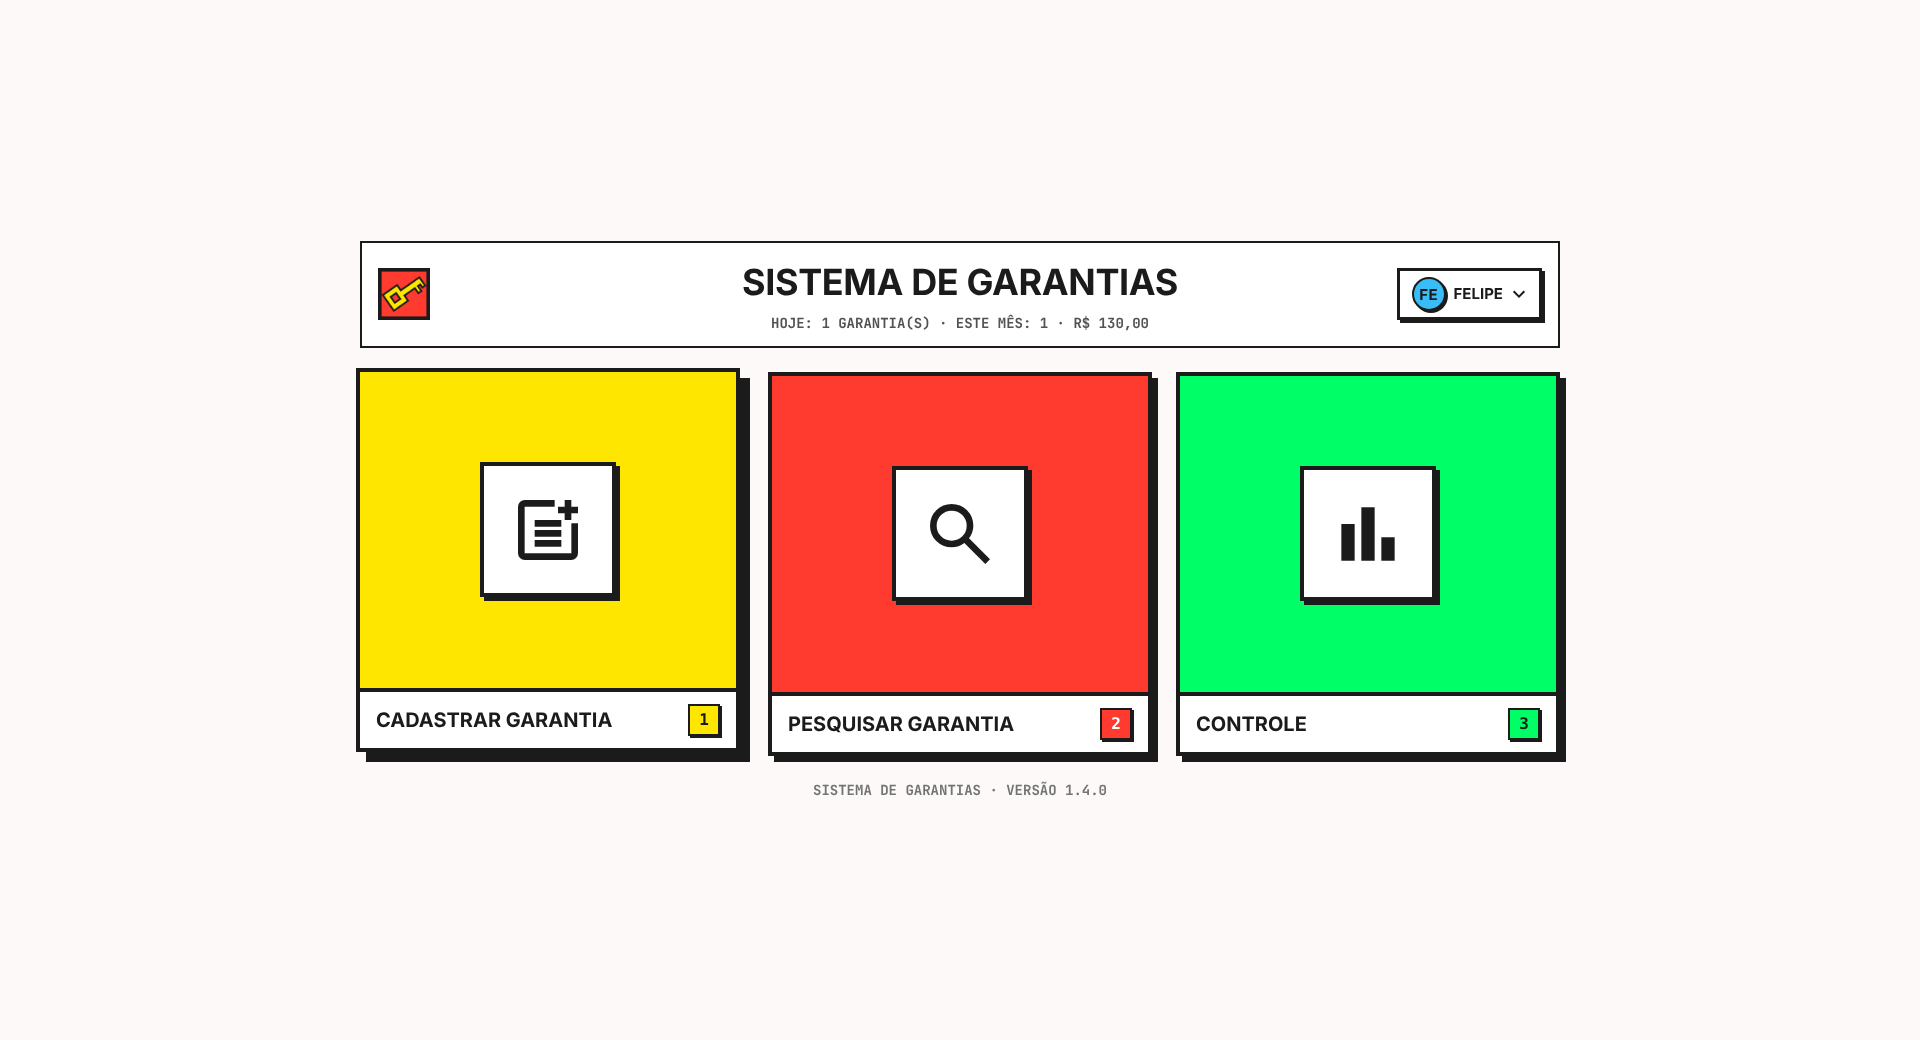 SISTEMA DE GARANTIAS
HOJE: 1 GARANTIA(S) · ESTE MÊS: 1 · R$ 130,00
FE FELIPE
CADASTRAR GARANTIA 1
PESQUISAR GARANTIA 2
CONTROLE 3
SISTEMA DE GARANTIAS · VERSÃO 1.4.0